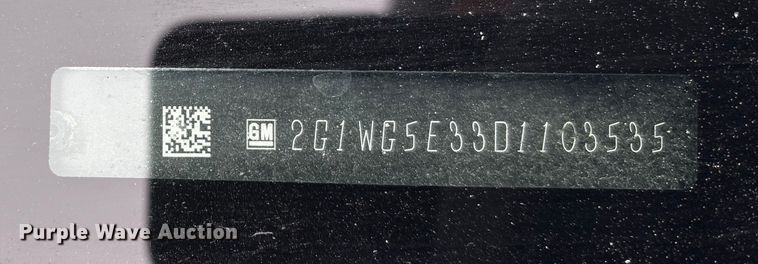 GM 2G1WG5E33D1103535
Purple Wave Auction